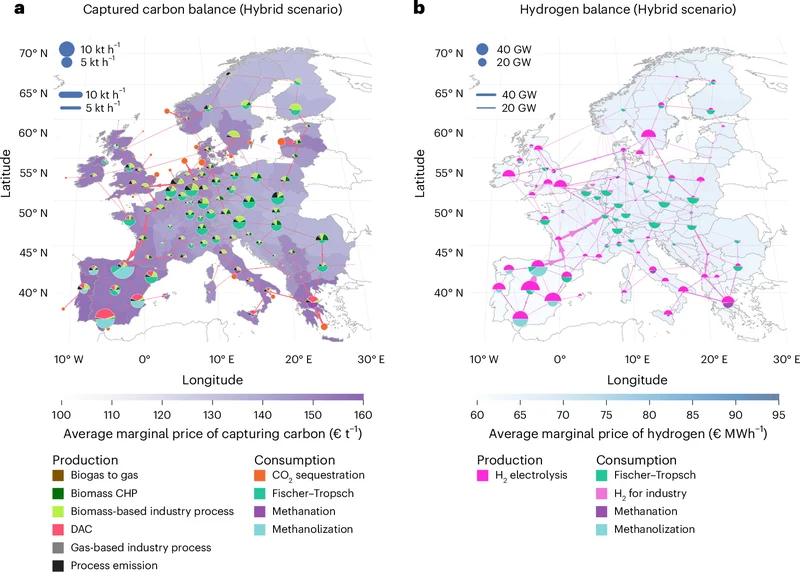 a
Captured carbon balance (Hybrid scenario)
10 kt h⁻¹
5 kt h⁻¹
10 kt h⁻¹
5 kt h⁻¹
70° N
65° N
60° N
55° N
50° N
45° N
40° N
Latitude
10° W
0°
10° E
20° E
30° E
Longitude
100
110
120
130
140
150
160
Average marginal price of capturing carbon (€ t⁻¹)
Production
Biogas to gas
Biomass CHP
Biomass-based industry process
DAC
Gas-based industry process
Process emission
Consumption
CO₂ sequestration
Fischer–Tropsch
Methanation
Methanolization
b
Hydrogen balance (Hybrid scenario)
40 GW
20 GW
40 GW
20 GW
70° N
65° N
60° N
55° N
50° N
45° N
40° N
Latitude
10° W
0°
10° E
20° E
30° E
Longitude
60
65
70
75
80
85
90
95
Average marginal price of hydrogen (€ MWh⁻¹)
Production
H₂ electrolysis
Consumption
Fischer–Tropsch
H₂ for industry
Methanation
Methanolization